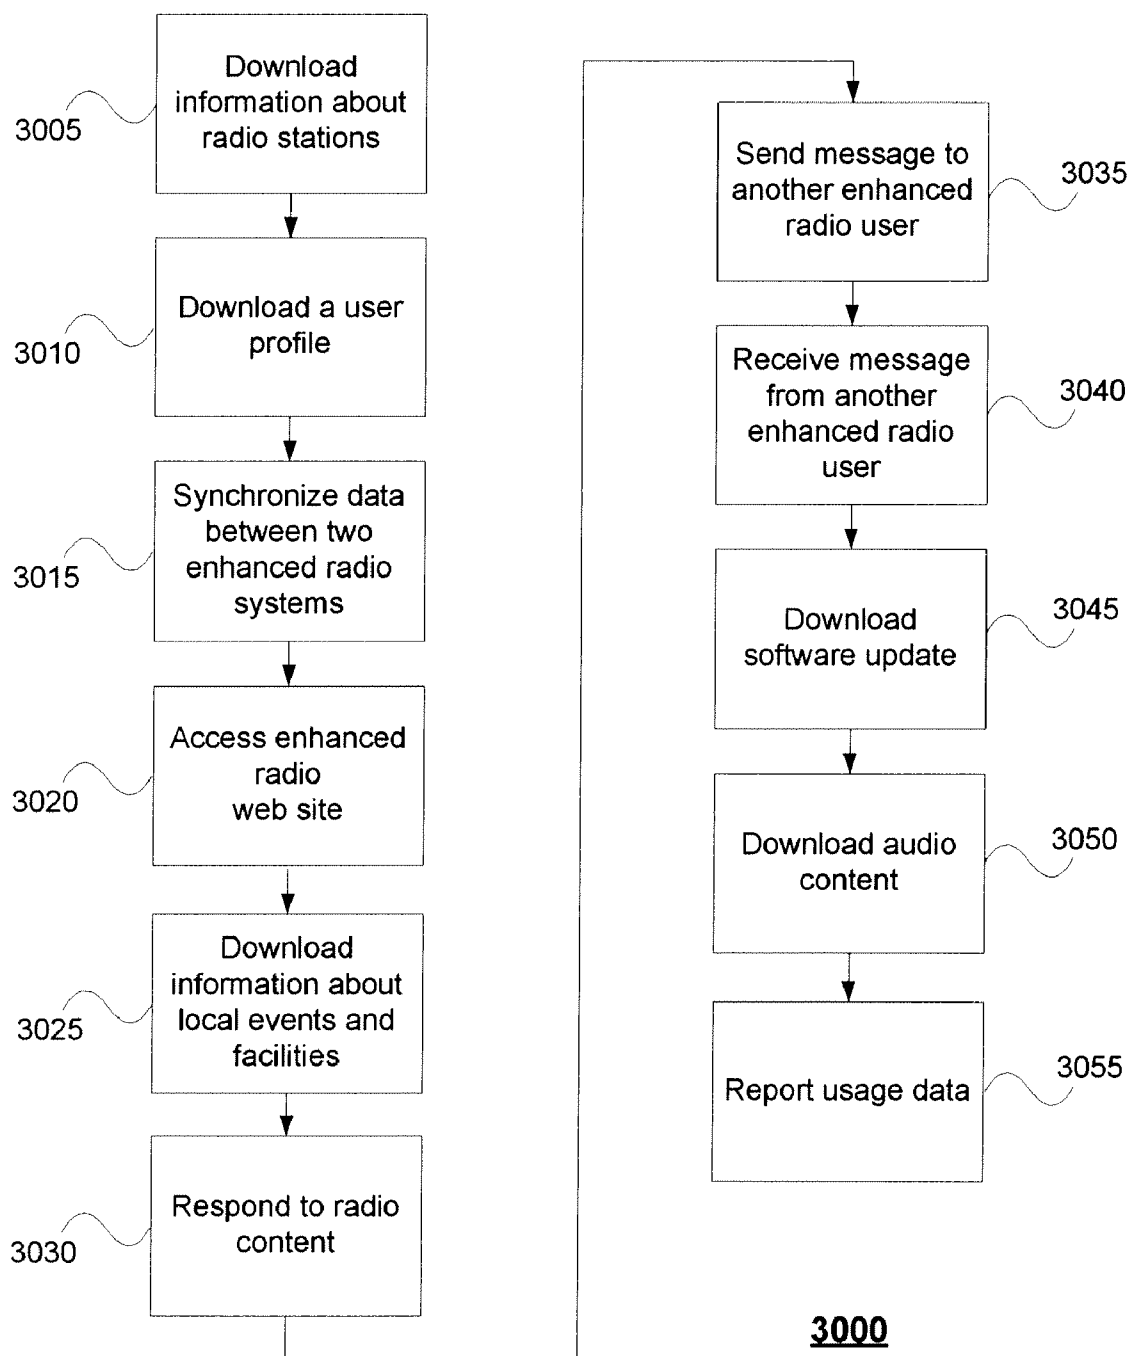 Download
information about
radio stations
3005
Download a user
profile
3010
Synchronize data
between two
enhanced radio
systems
3015
Access enhanced
radio
web site
3020
Download
information about
local events and
facilities
3025
Respond to radio
content
3030
Send message to
another enhanced
radio user
3035
Receive message
from another
enhanced radio
user
3040
Download
software update
3045
Download audio
content
3050
Report usage data
3055
3000